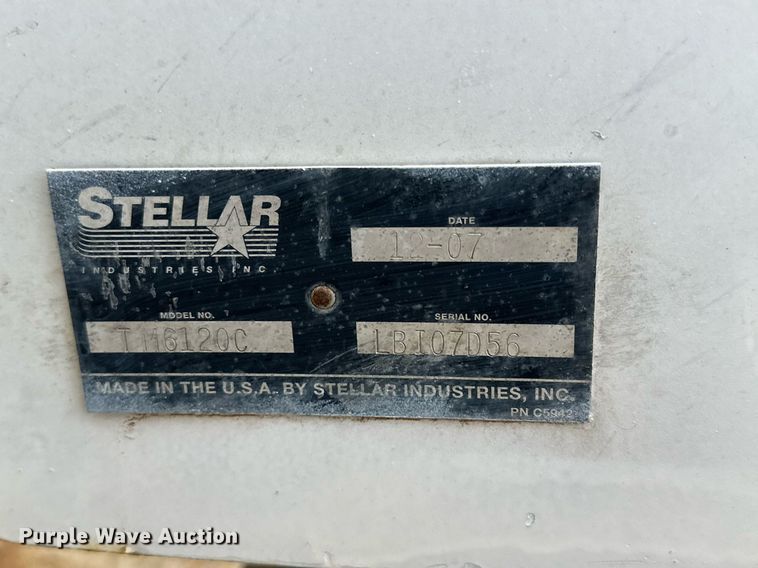 STELLAR
INDUSTRIES, INC.
DATE
12-07
MODEL NO.
TM6120C
SERIAL NO.
LBI07D56
MADE IN THE U.S.A. BY STELLAR INDUSTRIES, INC.
PN C5942
Purple Wave Auction